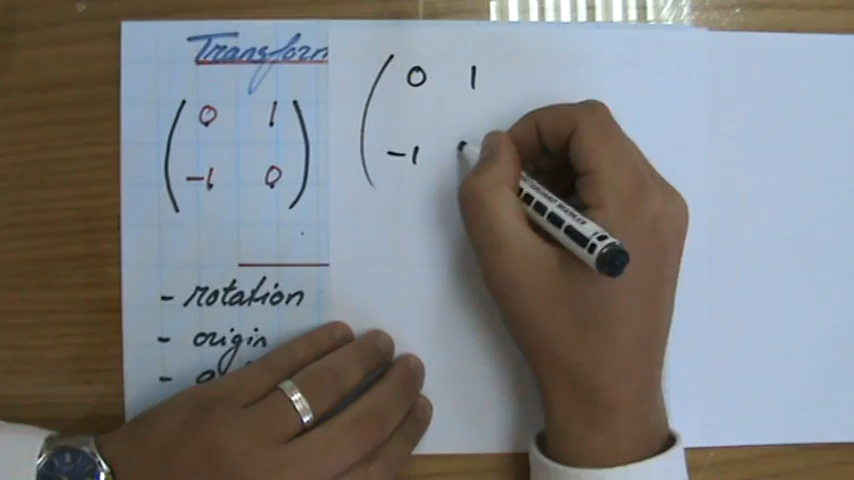 Transform
0 1
-1 0
0 1
-1
- rotation
- origin
-